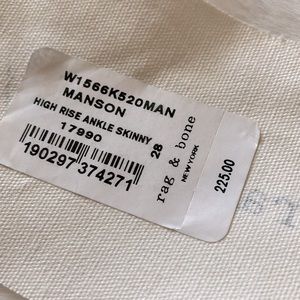 W1566K520MAN
MANSON
HIGH RISE ANKLE SKINNY
17990
28
190297 374271
rag & bone
NEW YORK
225.00